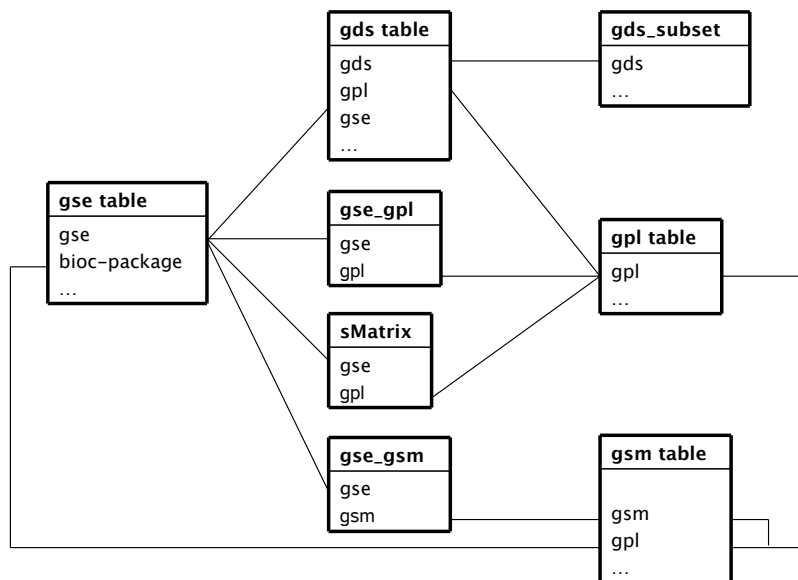 gds table
gds
gpl
gse
...
gds_subset
gds
...
gse table
gse
bioc-package
...
gse_gpl
gse
gpl
gpl table
gpl
...
sMatrix
gse
gpl
gse_gsm
gse
gsm
gsm table
gsm
gpl
...